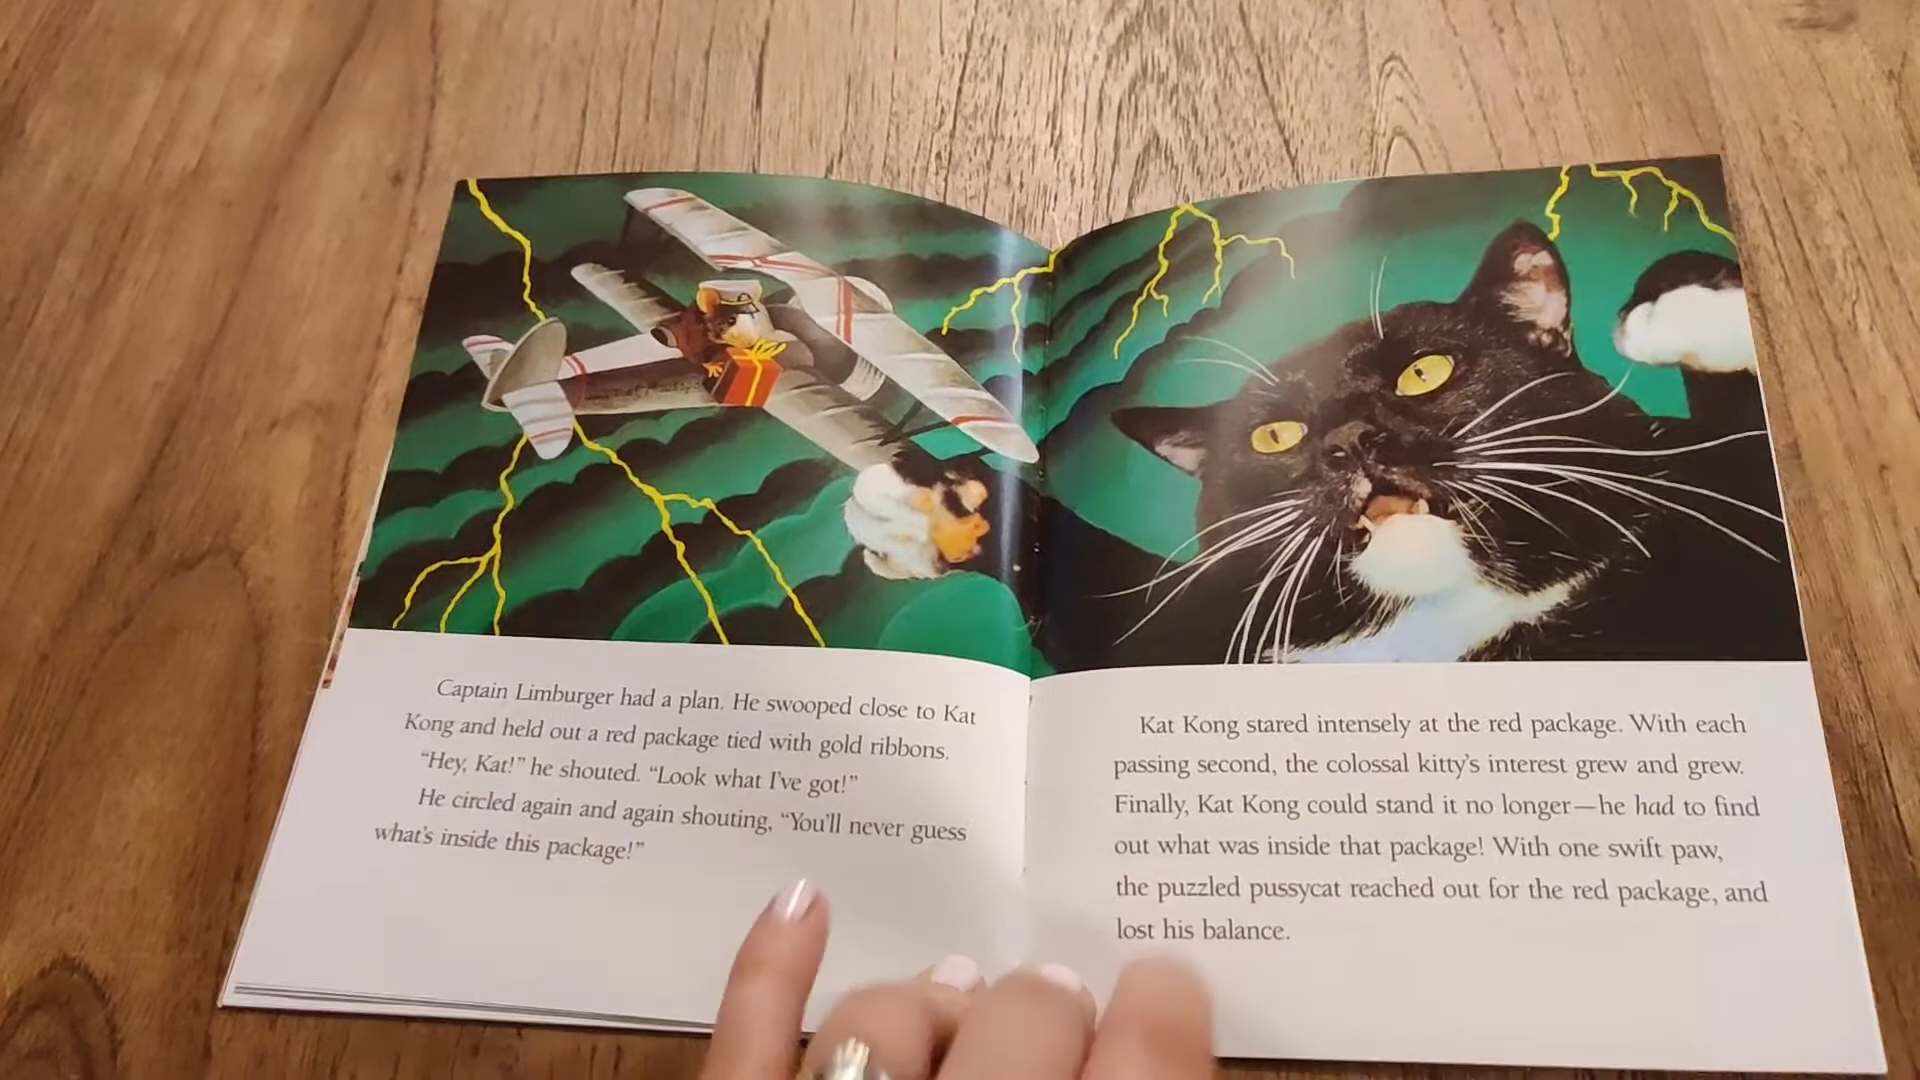 Captain Limburger had a plan. He swooped close to Kat
Kong and held out a red package tied with gold ribbons.
“Hey, Kat!” he shouted. “Look what I've got!”
He circled again and again shouting, “You'll never guess
what's inside this package!”
Kat Kong stared intensely at the red package. With each
passing second, the colossal kitty's interest grew and grew.
Finally, Kat Kong could stand it no longer—he had to find
out what was inside that package! With one swift paw,
the puzzled pussycat reached out for the red package, and
lost his balance.